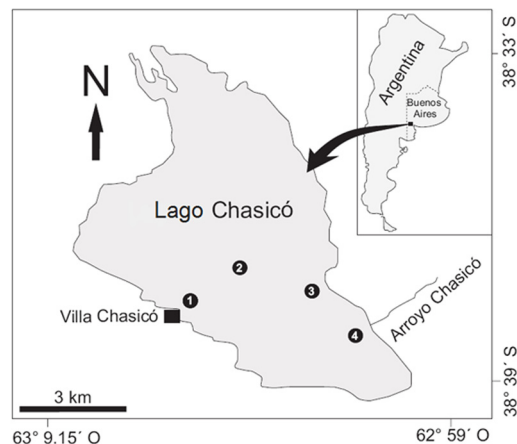 38° 33´ S
Argentina
Buenos
Aires
N
Lago Chasicó
2
3
1
Villa Chasicó
4
Arroyo Chasicó
38° 39´ S
3 km
63° 9.15´ O
62° 59´ O